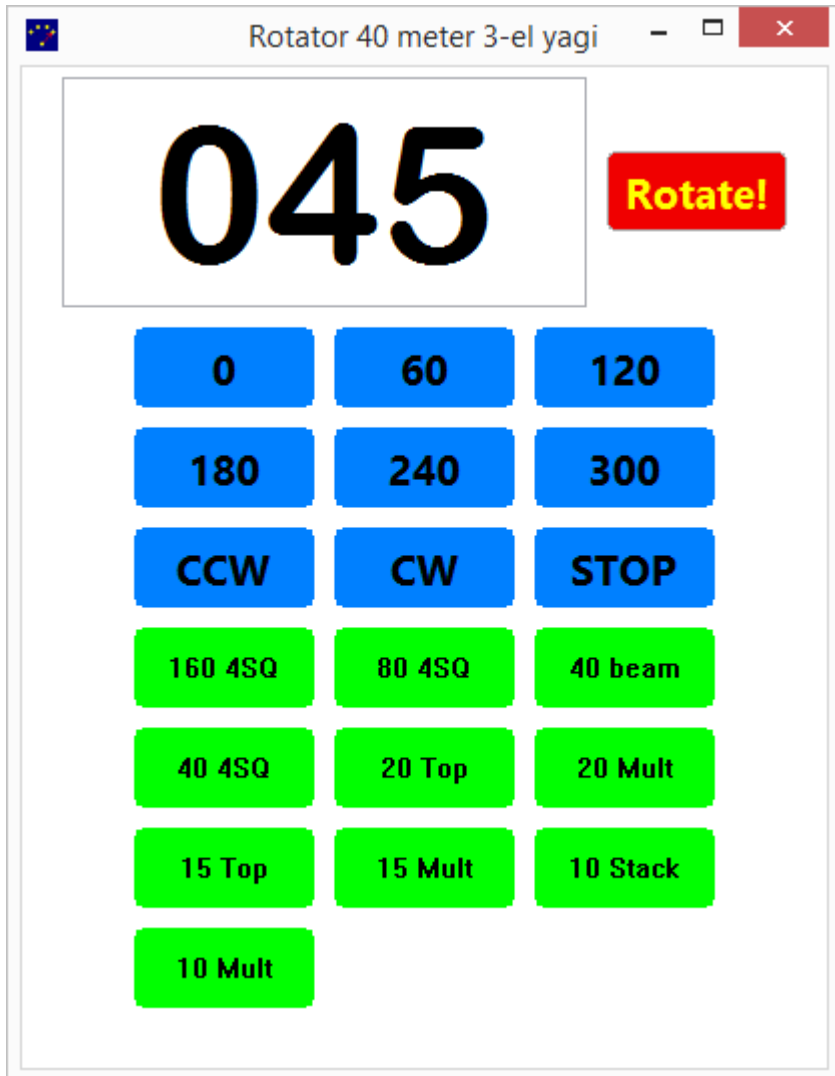 Rotator 40 meter 3-el yagi
045
Rotate!
0 60 120
180 240 300
CCW CW STOP
160 4SQ 80 4SQ 40 beam
40 4SQ 20 Top 20 Mult
15 Top 15 Mult 10 Stack
10 Mult